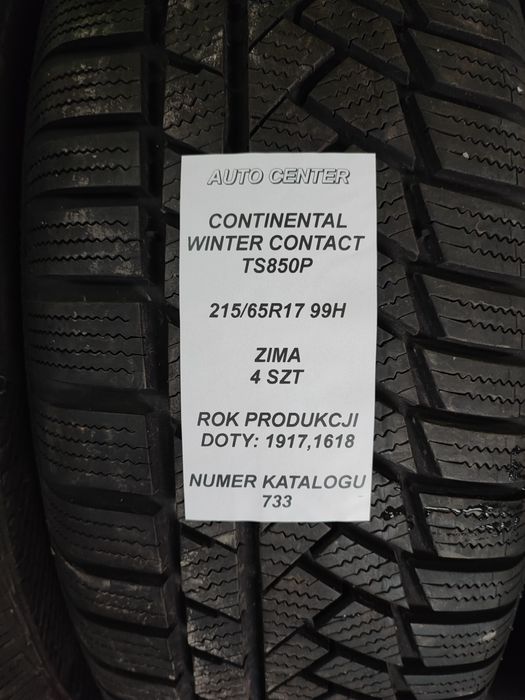 AUTO CENTER
CONTINENTAL
WINTER CONTACT
TS850P
215/65R17 99H
ZIMA
4 SZT
ROK PRODUKCJI
DOTY: 1917,1618
NUMER KATALOGU
733